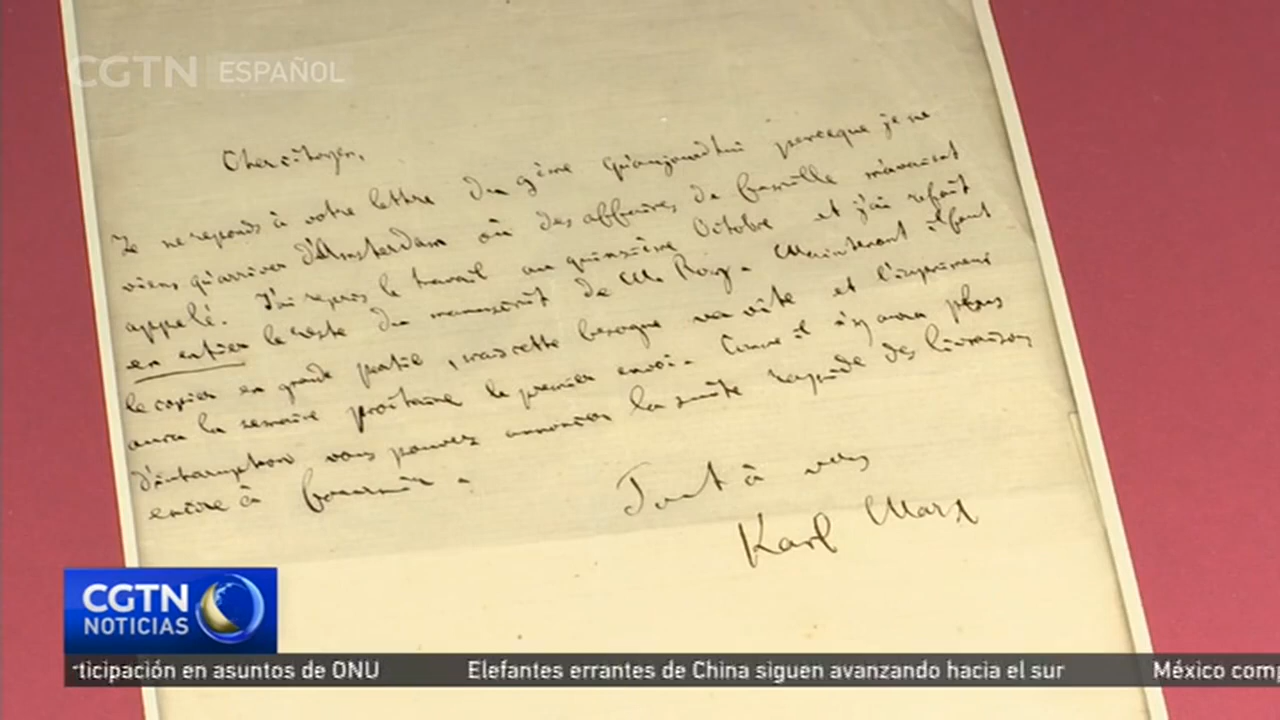 CGTN ESPAÑOL
Cher citoyen,
Je ne reponds à votre lettre du 9ème qu'aujourdhui parceque je ne
viens qu'arriver d'Amsterdam où des affaires de famille m'avaient
appelé. J'ai repris le travail au quinzième Octobre et j'ai refait
en entier le reste du manuscrit de M. Roy. Maintenant il faut
le copier en grande partie, mais cette besogne va vite et l'imprimeur
aura la semaine prochaine le premier envoi. Comme il n'y aura plus
d'interruption vous pouvez annoncer la suite rapide des livraisons
encore à fournir.
Tout à vous
Karl Marx
CGTN
NOTICIAS
ticipación en asuntos de ONU Elefantes errantes de China siguen avanzando hacia el sur México comp